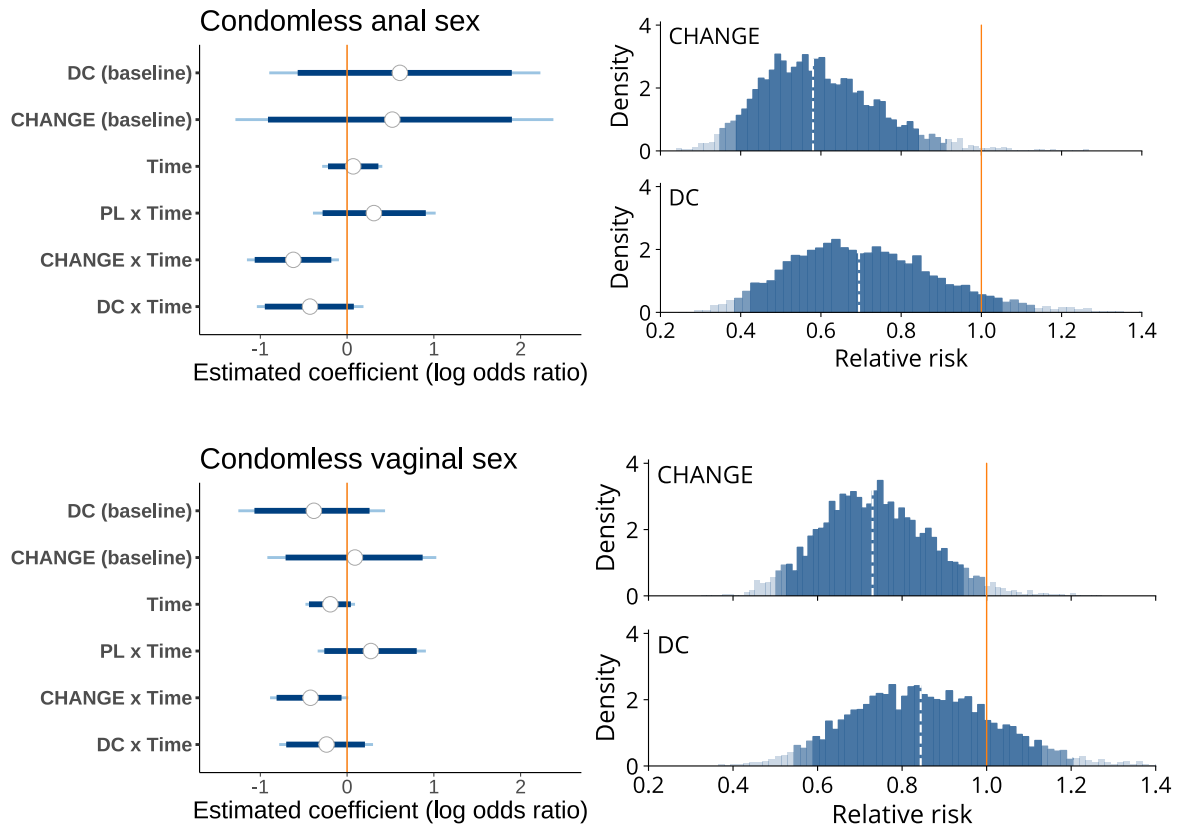 Condomless anal sex
DC (baseline)
CHANGE (baseline)
Time
PL x Time
CHANGE x Time
DC x Time
-1 0 1 2
Estimated coefficient (log odds ratio)
CHANGE
Density
4
2
0
DC
Density
4
2
0
0.2 0.4 0.6 0.8 1.0 1.2 1.4
Relative risk
Condomless vaginal sex
DC (baseline)
CHANGE (baseline)
Time
PL x Time
CHANGE x Time
DC x Time
-1 0 1 2
Estimated coefficient (log odds ratio)
CHANGE
Density
4
2
0
DC
Density
4
2
0
0.2 0.4 0.6 0.8 1.0 1.2 1.4
Relative risk